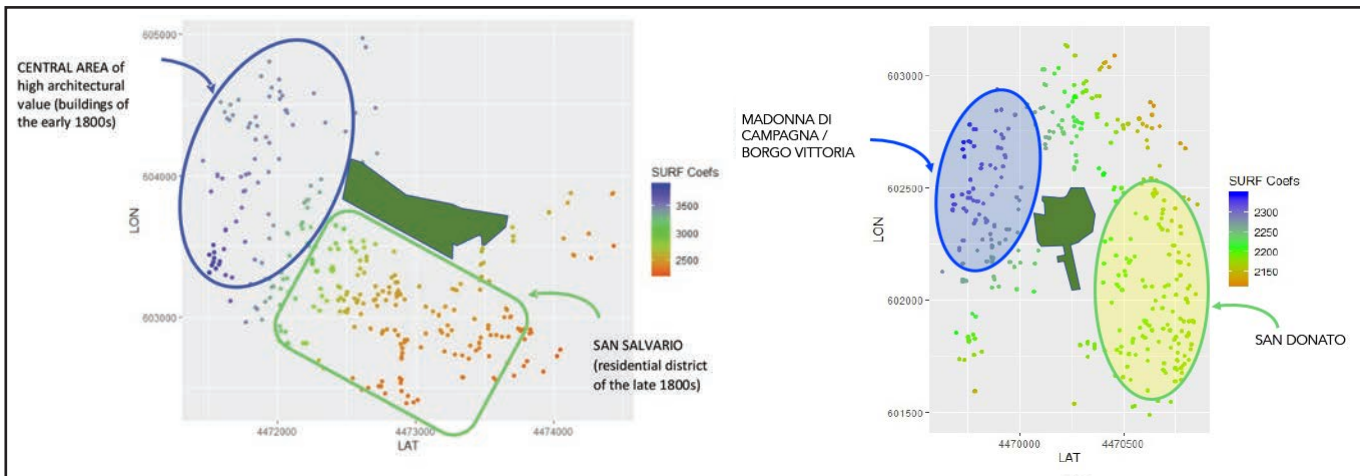 CENTRAL AREA of
high architectural
value (buildings of
the early 1800s)
605000
604000
603000
LON
4472000
4473000
4474000
LAT
SURF Coefs
3500
3000
2500
SAN SALVARIO
(residential district
of the late 1800s)
MADONNA DI
CAMPAGNA /
BORGO VITTORIA
603000
602500
602000
601500
LON
4470000
4470500
LAT
SURF Coefs
2300
2250
2200
2150
SAN DONATO